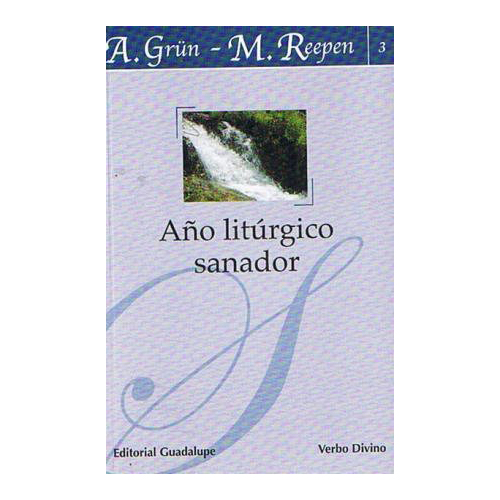 A. Grün - M. Reepen 3
Año litúrgico
sanador
Editorial Guadalupe Verbo Divino